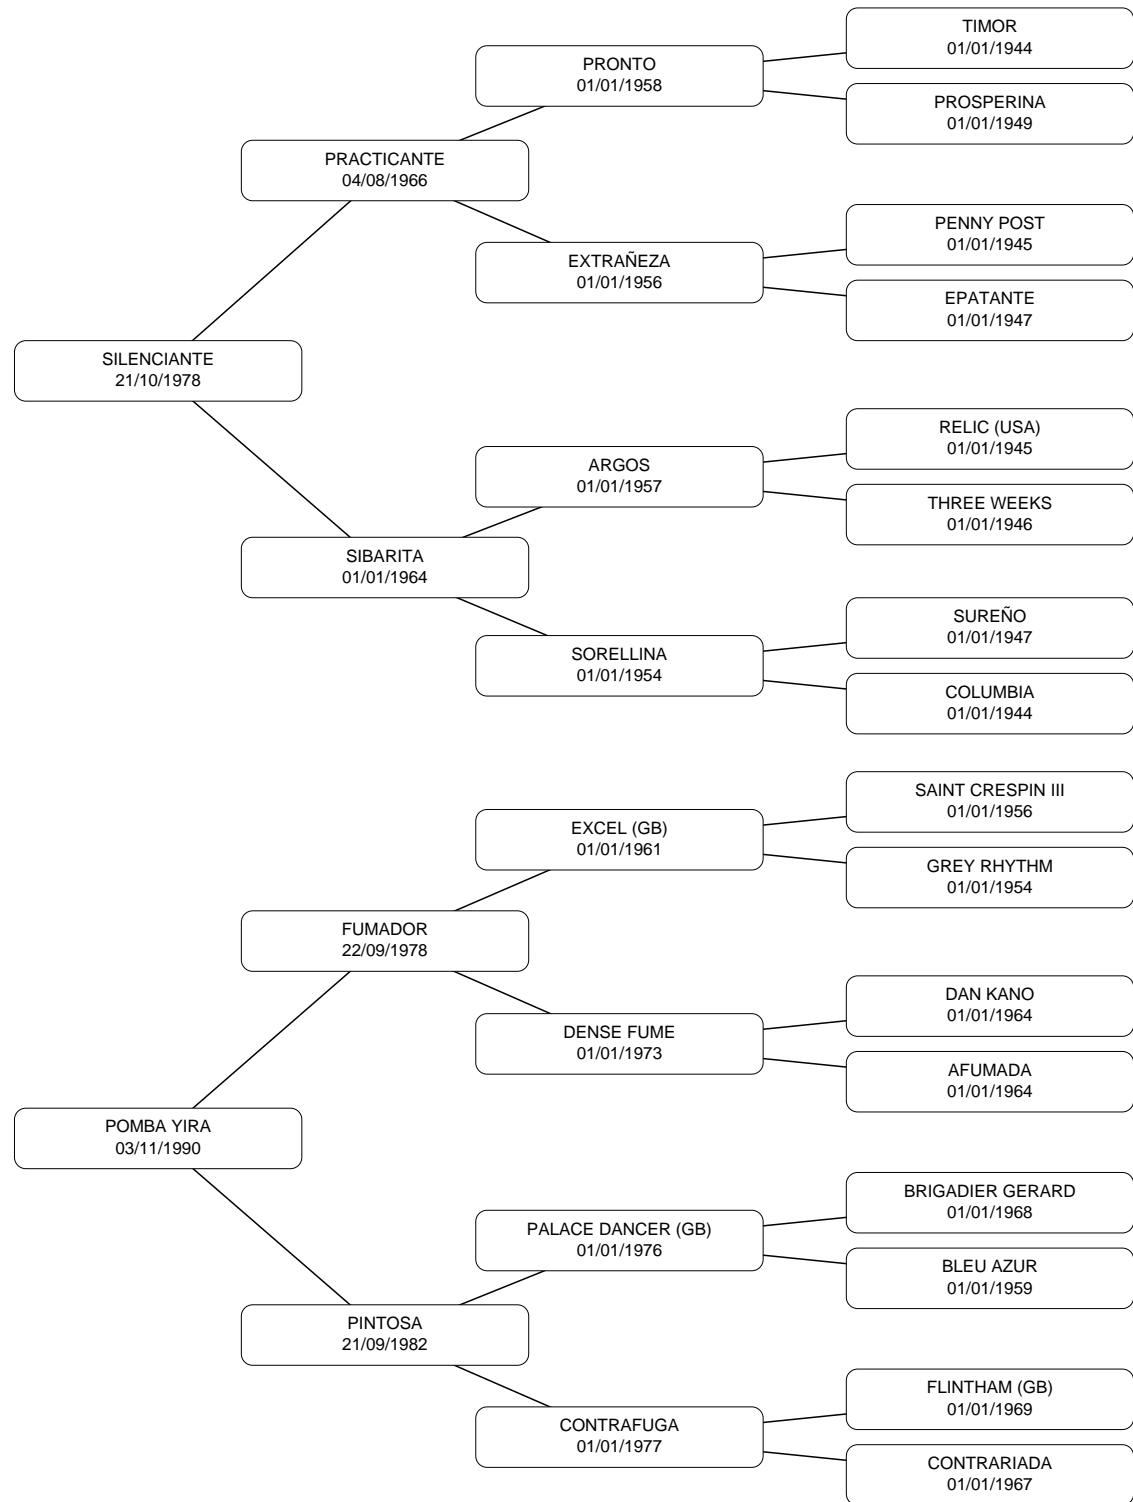 TIMOR
01/01/1944
PRONTO
01/01/1958
PROSPERINA
01/01/1949
PRACTICANTE
04/08/1966
PENNY POST
01/01/1945
EXTRAÑEZA
01/01/1956
EPATANTE
01/01/1947
SILENCIANTE
21/10/1978
RELIC (USA)
01/01/1945
ARGOS
01/01/1957
THREE WEEKS
01/01/1946
SIBARITA
01/01/1964
SUREÑO
01/01/1947
SORELLINA
01/01/1954
COLUMBIA
01/01/1944
SAINT CRESPIN III
01/01/1956
EXCEL (GB)
01/01/1961
GREY RHYTHM
01/01/1954
FUMADOR
22/09/1978
DAN KANO
01/01/1964
DENSE FUME
01/01/1973
AFUMADA
01/01/1964
POMBA YIRA
03/11/1990
BRIGADIER GERARD
01/01/1968
PALACE DANCER (GB)
01/01/1976
BLEU AZUR
01/01/1959
PINTOSA
21/09/1982
FLINTHAM (GB)
01/01/1969
CONTRAFUGA
01/01/1977
CONTRARIADA
01/01/1967